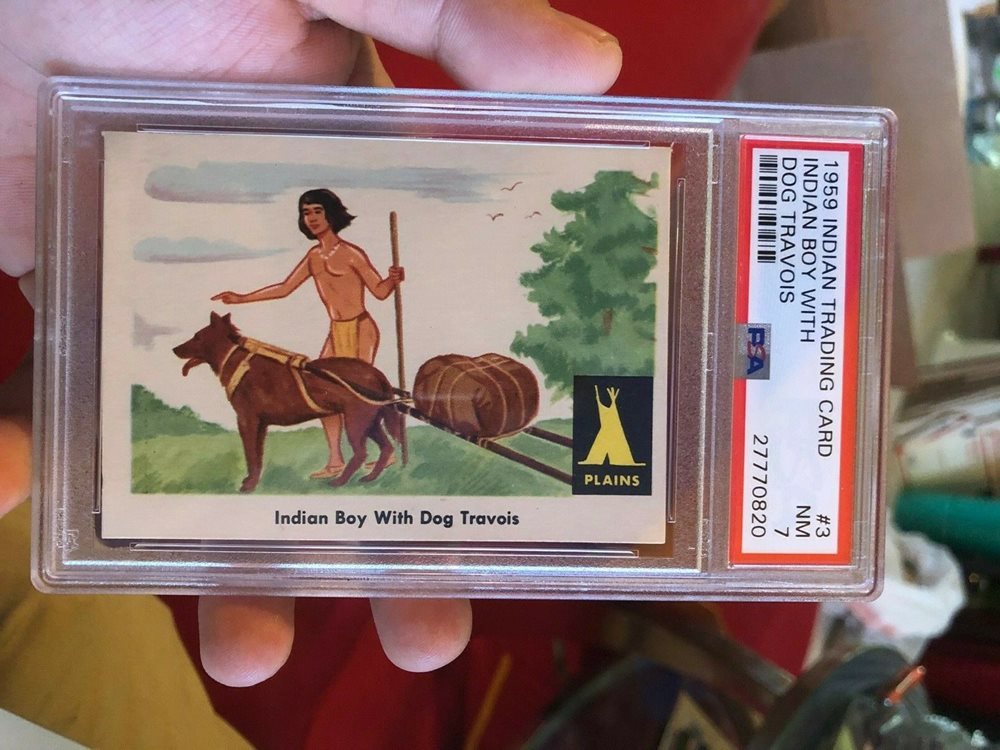 PLAINS
Indian Boy With Dog Travois
1959 INDIAN TRADING CARD #3
INDIAN BOY WITH NM
DOG TRAVOIS 7
PSA 27770820